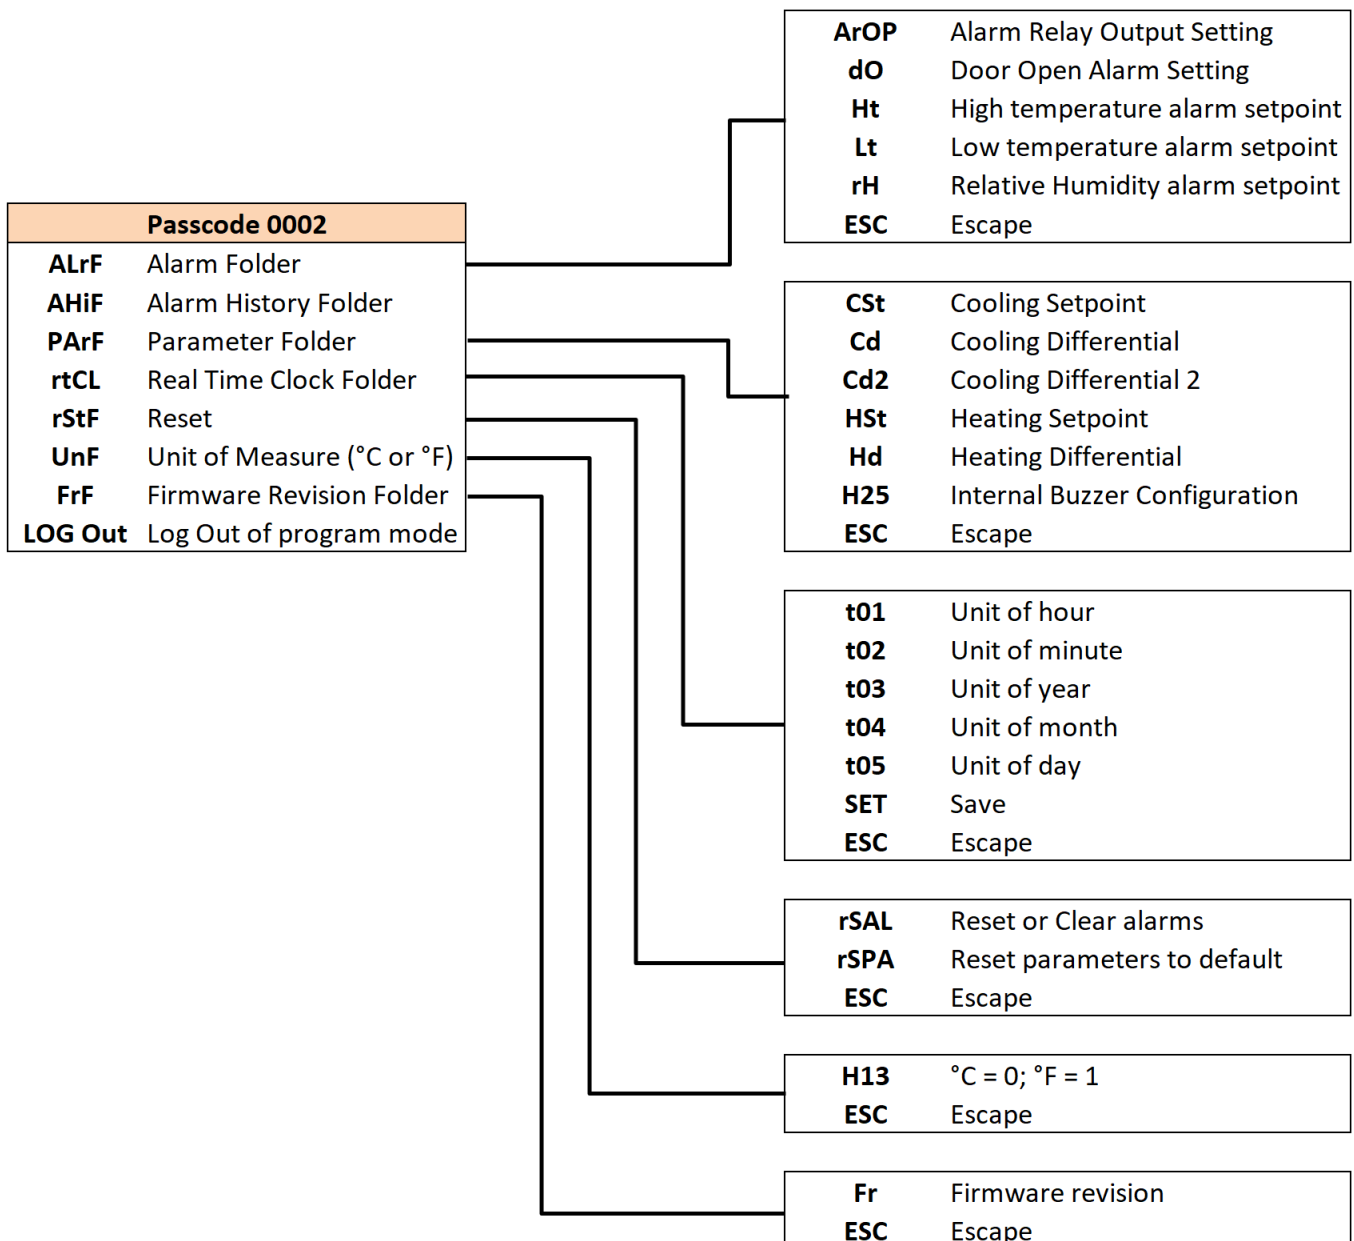 Passcode 0002
ALrF Alarm Folder
AHiF Alarm History Folder
PArF Parameter Folder
rtCL Real Time Clock Folder
rStF Reset
UnF Unit of Measure (°C or °F)
FrF Firmware Revision Folder
LOG Out Log Out of program mode
ArOP Alarm Relay Output Setting
dO Door Open Alarm Setting
Ht High temperature alarm setpoint
Lt Low temperature alarm setpoint
rH Relative Humidity alarm setpoint
ESC Escape
CSt Cooling Setpoint
Cd Cooling Differential
Cd2 Cooling Differential 2
HSt Heating Setpoint
Hd Heating Differential
H25 Internal Buzzer Configuration
ESC Escape
t01 Unit of hour
t02 Unit of minute
t03 Unit of year
t04 Unit of month
t05 Unit of day
SET Save
ESC Escape
rSAL Reset or Clear alarms
rSPA Reset parameters to default
ESC Escape
H13 °C = 0; °F = 1
ESC Escape
Fr Firmware revision
ESC Escape